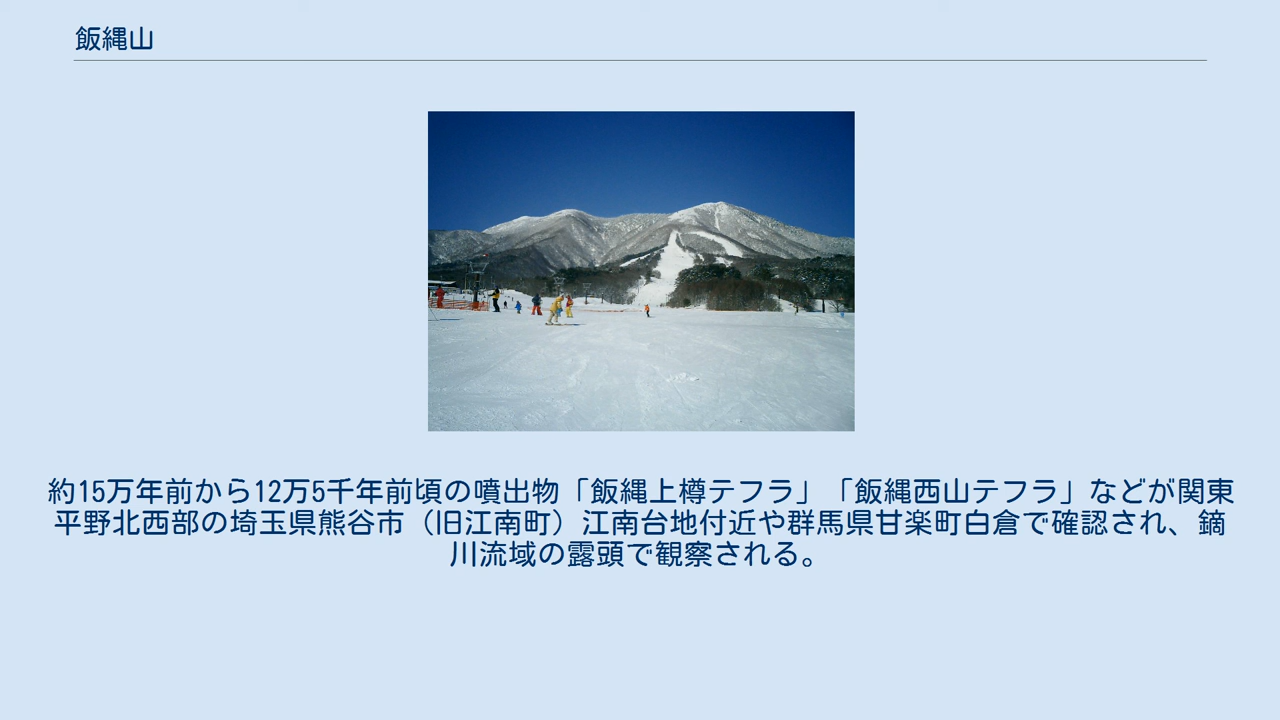 飯縄山
約15万年前から12万5千年前頃の噴出物「飯縄上樽テフラ」「飯縄西山テフラ」などが関東
平野北西部の埼玉県熊谷市（旧江南町）江南台地付近や群馬県甘楽町白倉で確認され、鏑
川流域の露頭で観察される。